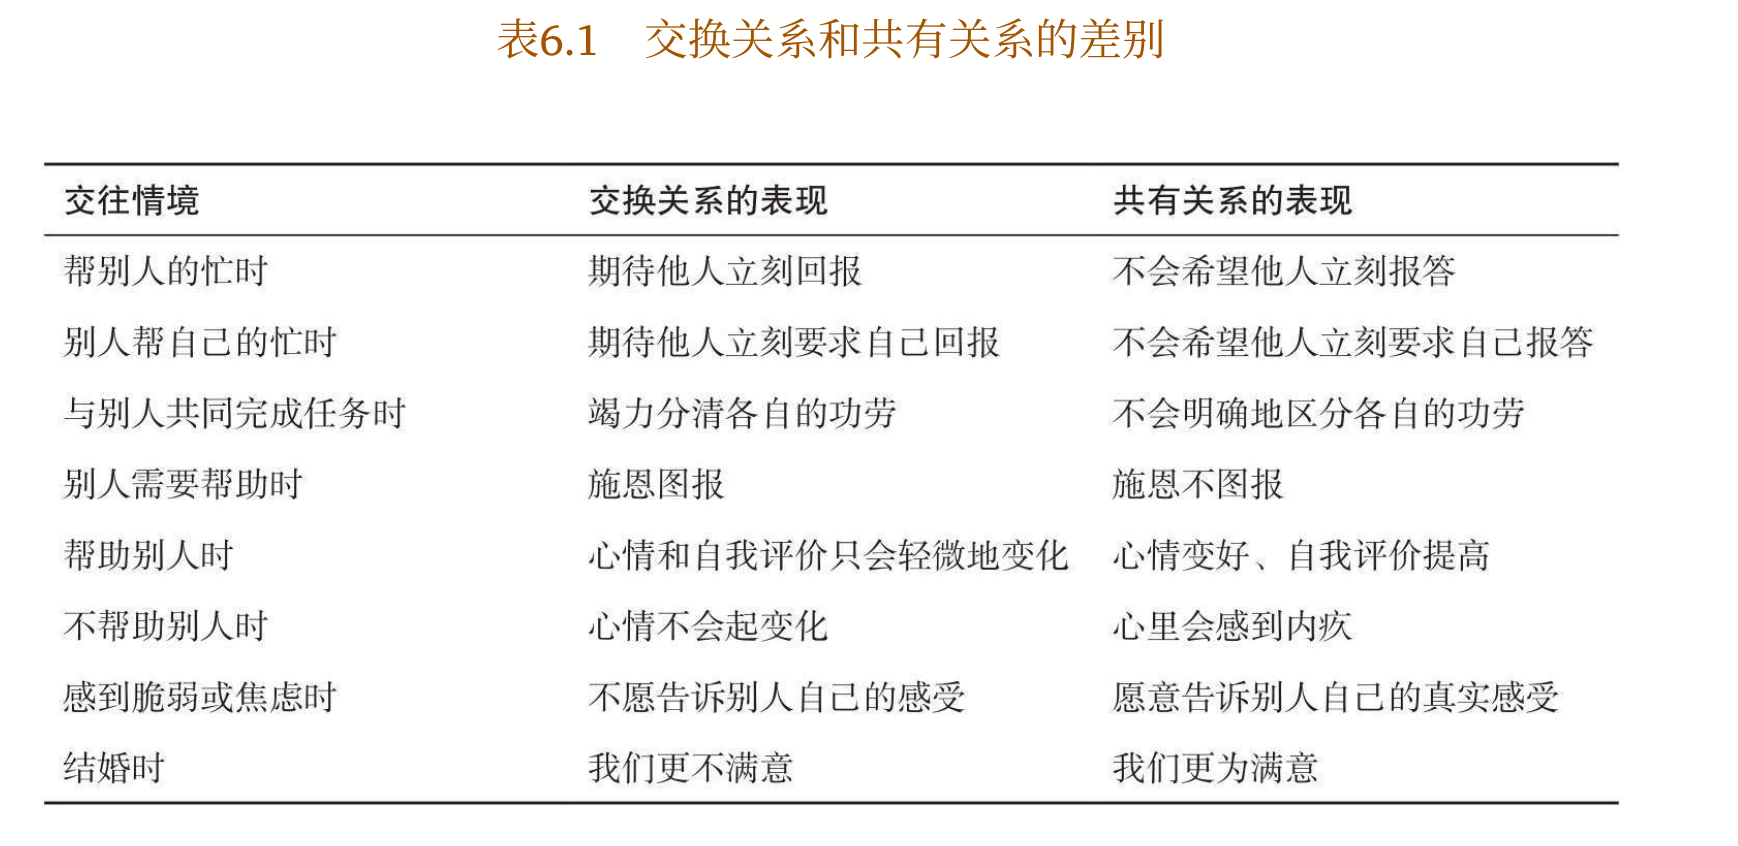 表6.1 交换关系和共有关系的差别
交往情境 交换关系的表现 共有关系的表现
帮别人的忙时 期待他人立刻回报 不会希望他人立刻报答
别人帮自己的忙时 期待他人立刻要求自己回报 不会希望他人立刻要求自己报答
与别人共同完成任务时 竭力分清各自的功劳 不会明确地区分各自的功劳
别人需要帮助时 施恩图报 施恩不图报
帮助别人时 心情和自我评价只会轻微地变化 心情变好、自我评价提高
不帮助别人时 心情不会起变化 心里会感到内疚
感到脆弱或焦虑时 不愿告诉别人自己的感受 愿意告诉别人自己的真实感受
结婚时 我们更不满意 我们更为满意